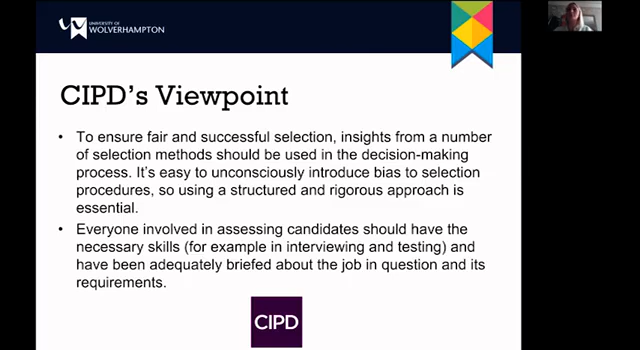 UNIVERSITY OF
WOLVERHAMPTON
CIPD's Viewpoint
• To ensure fair and successful selection, insights from a number
of selection methods should be used in the decision-making
process. It's easy to unconsciously introduce bias to selection
procedures, so using a structured and rigorous approach is
essential.
• Everyone involved in assessing candidates should have the
necessary skills (for example in interviewing and testing) and
have been adequately briefed about the job in question and its
requirements.
CIPD